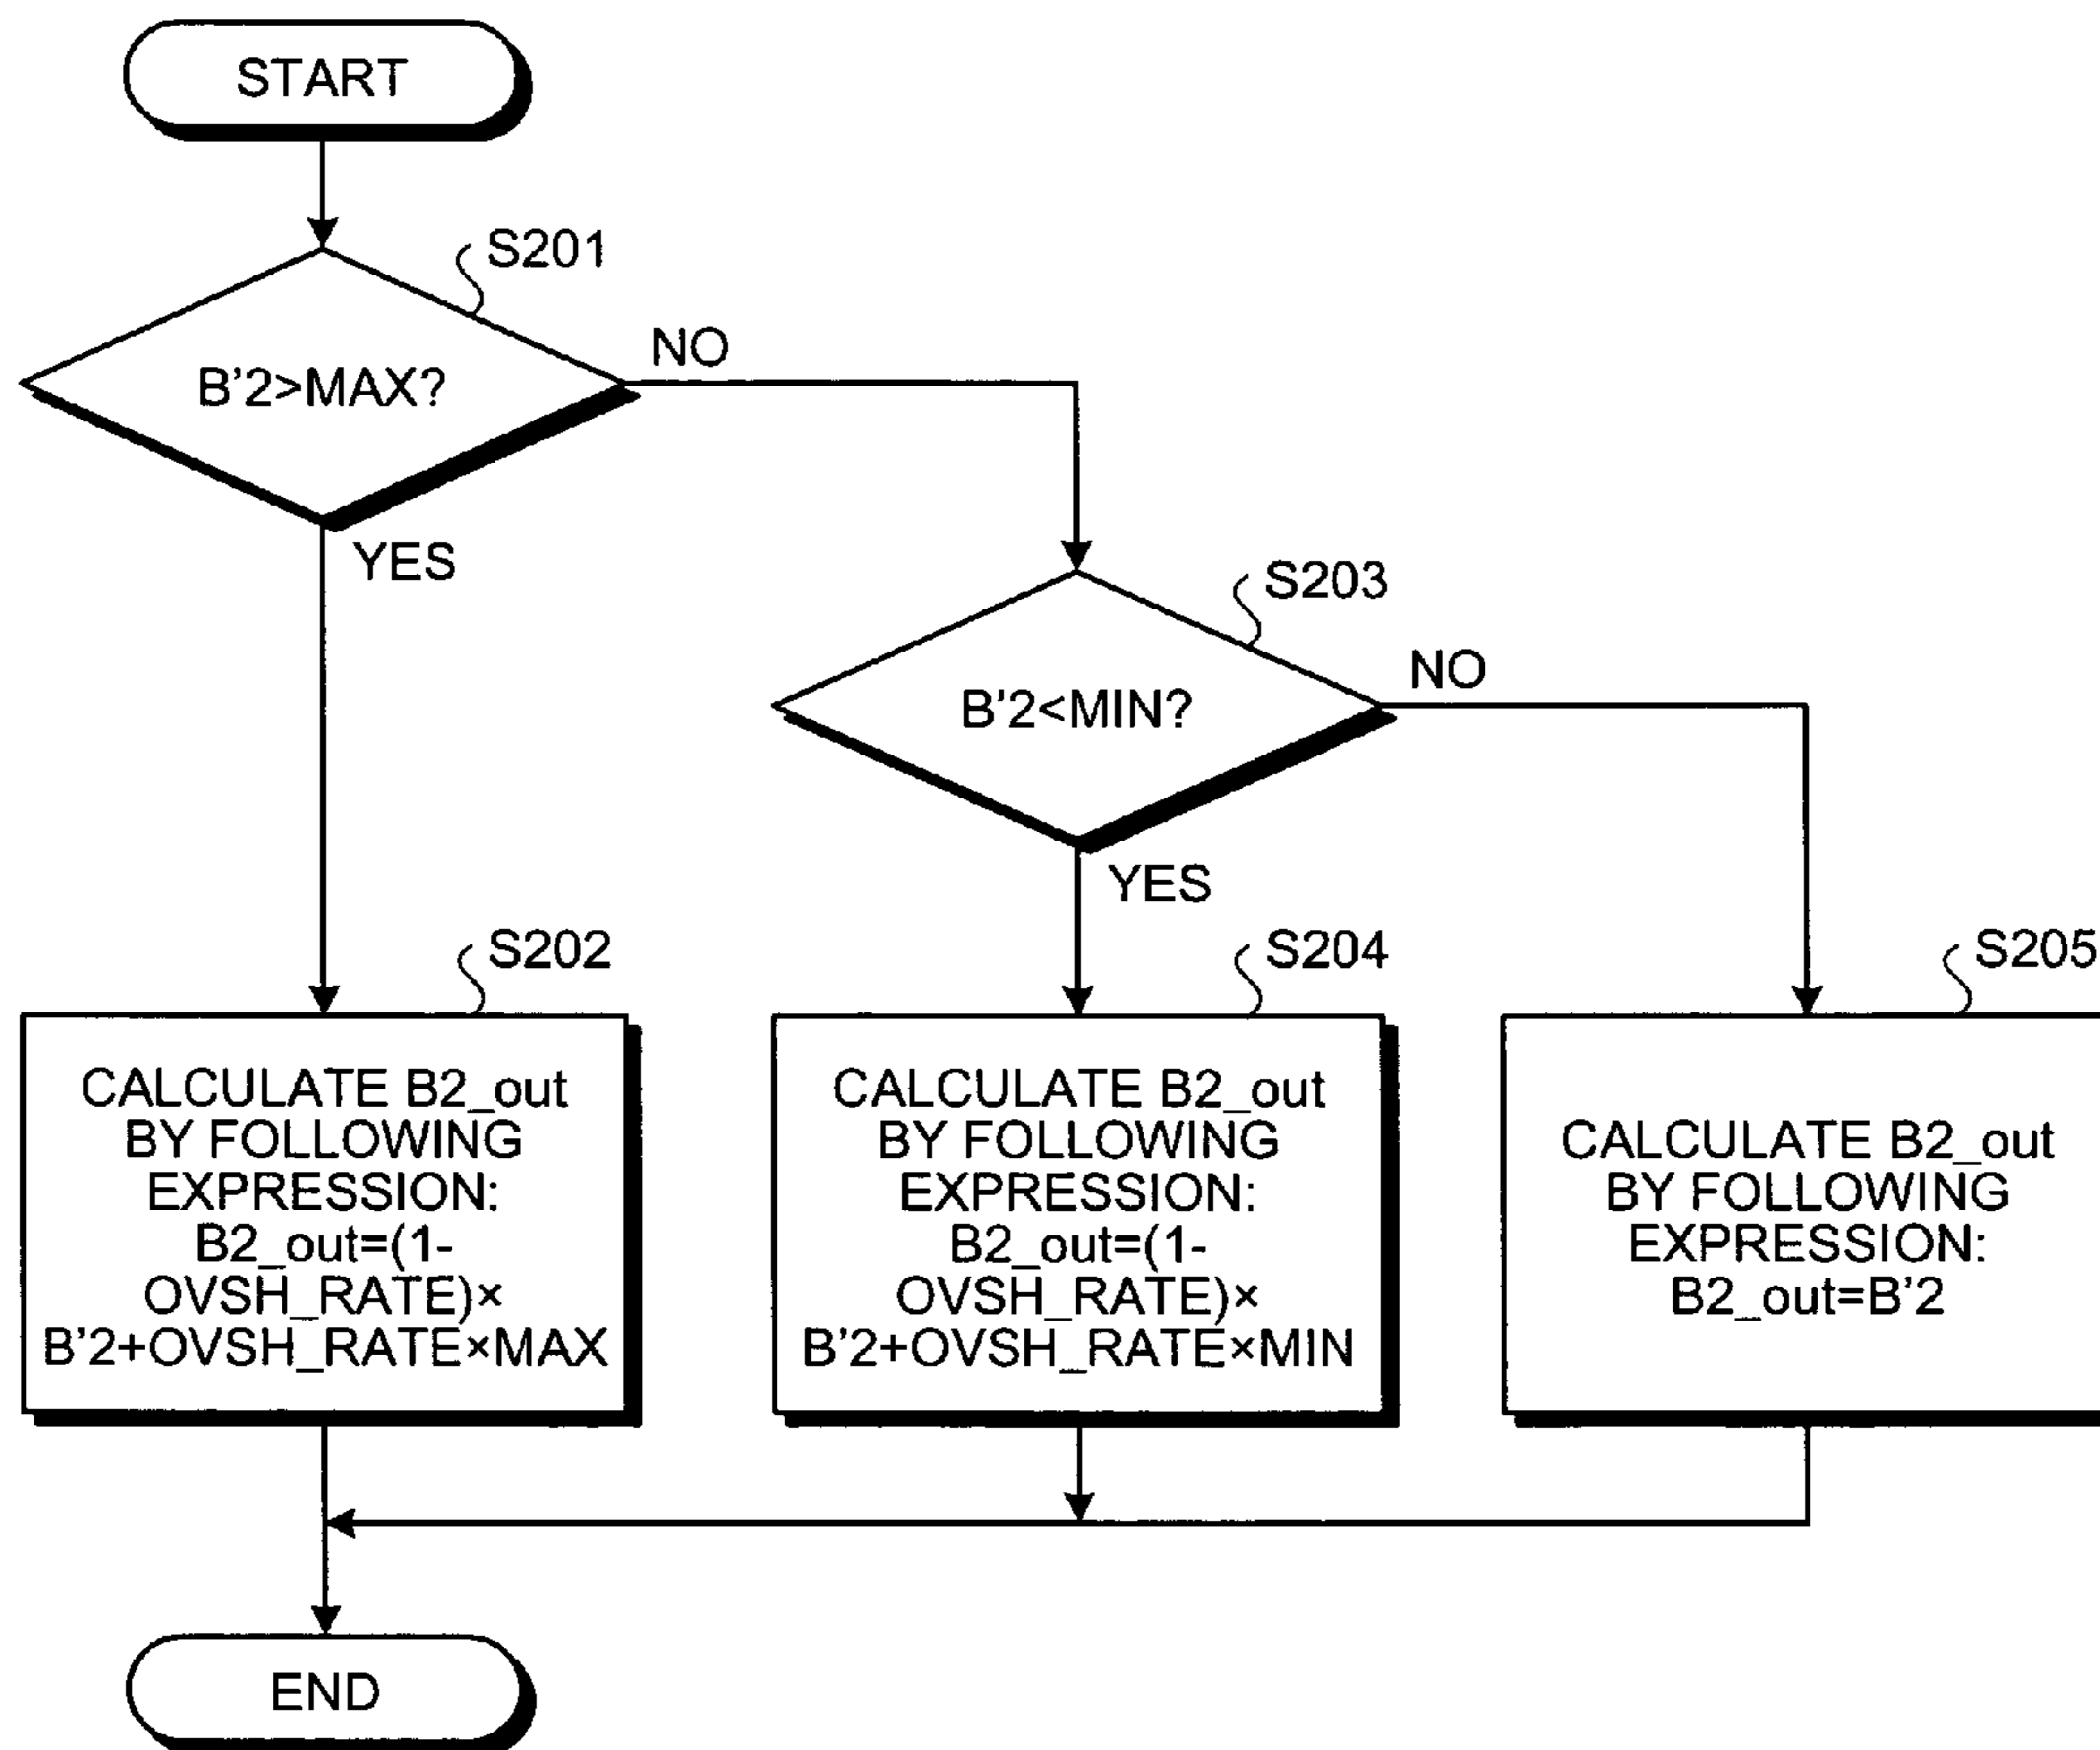 START
S201
B'2>MAX?
NO
YES
S203
B'2<MIN?
NO
YES
S202
CALCULATE B2_out
BY FOLLOWING
EXPRESSION:
B2_out=(1-
OVSH_RATE)×
B'2+OVSH_RATE×MAX
S204
CALCULATE B2_out
BY FOLLOWING
EXPRESSION:
B2_out=(1-
OVSH_RATE)×
B'2+OVSH_RATE×MIN
S205
CALCULATE B2_out
BY FOLLOWING
EXPRESSION:
B2_out=B'2
END